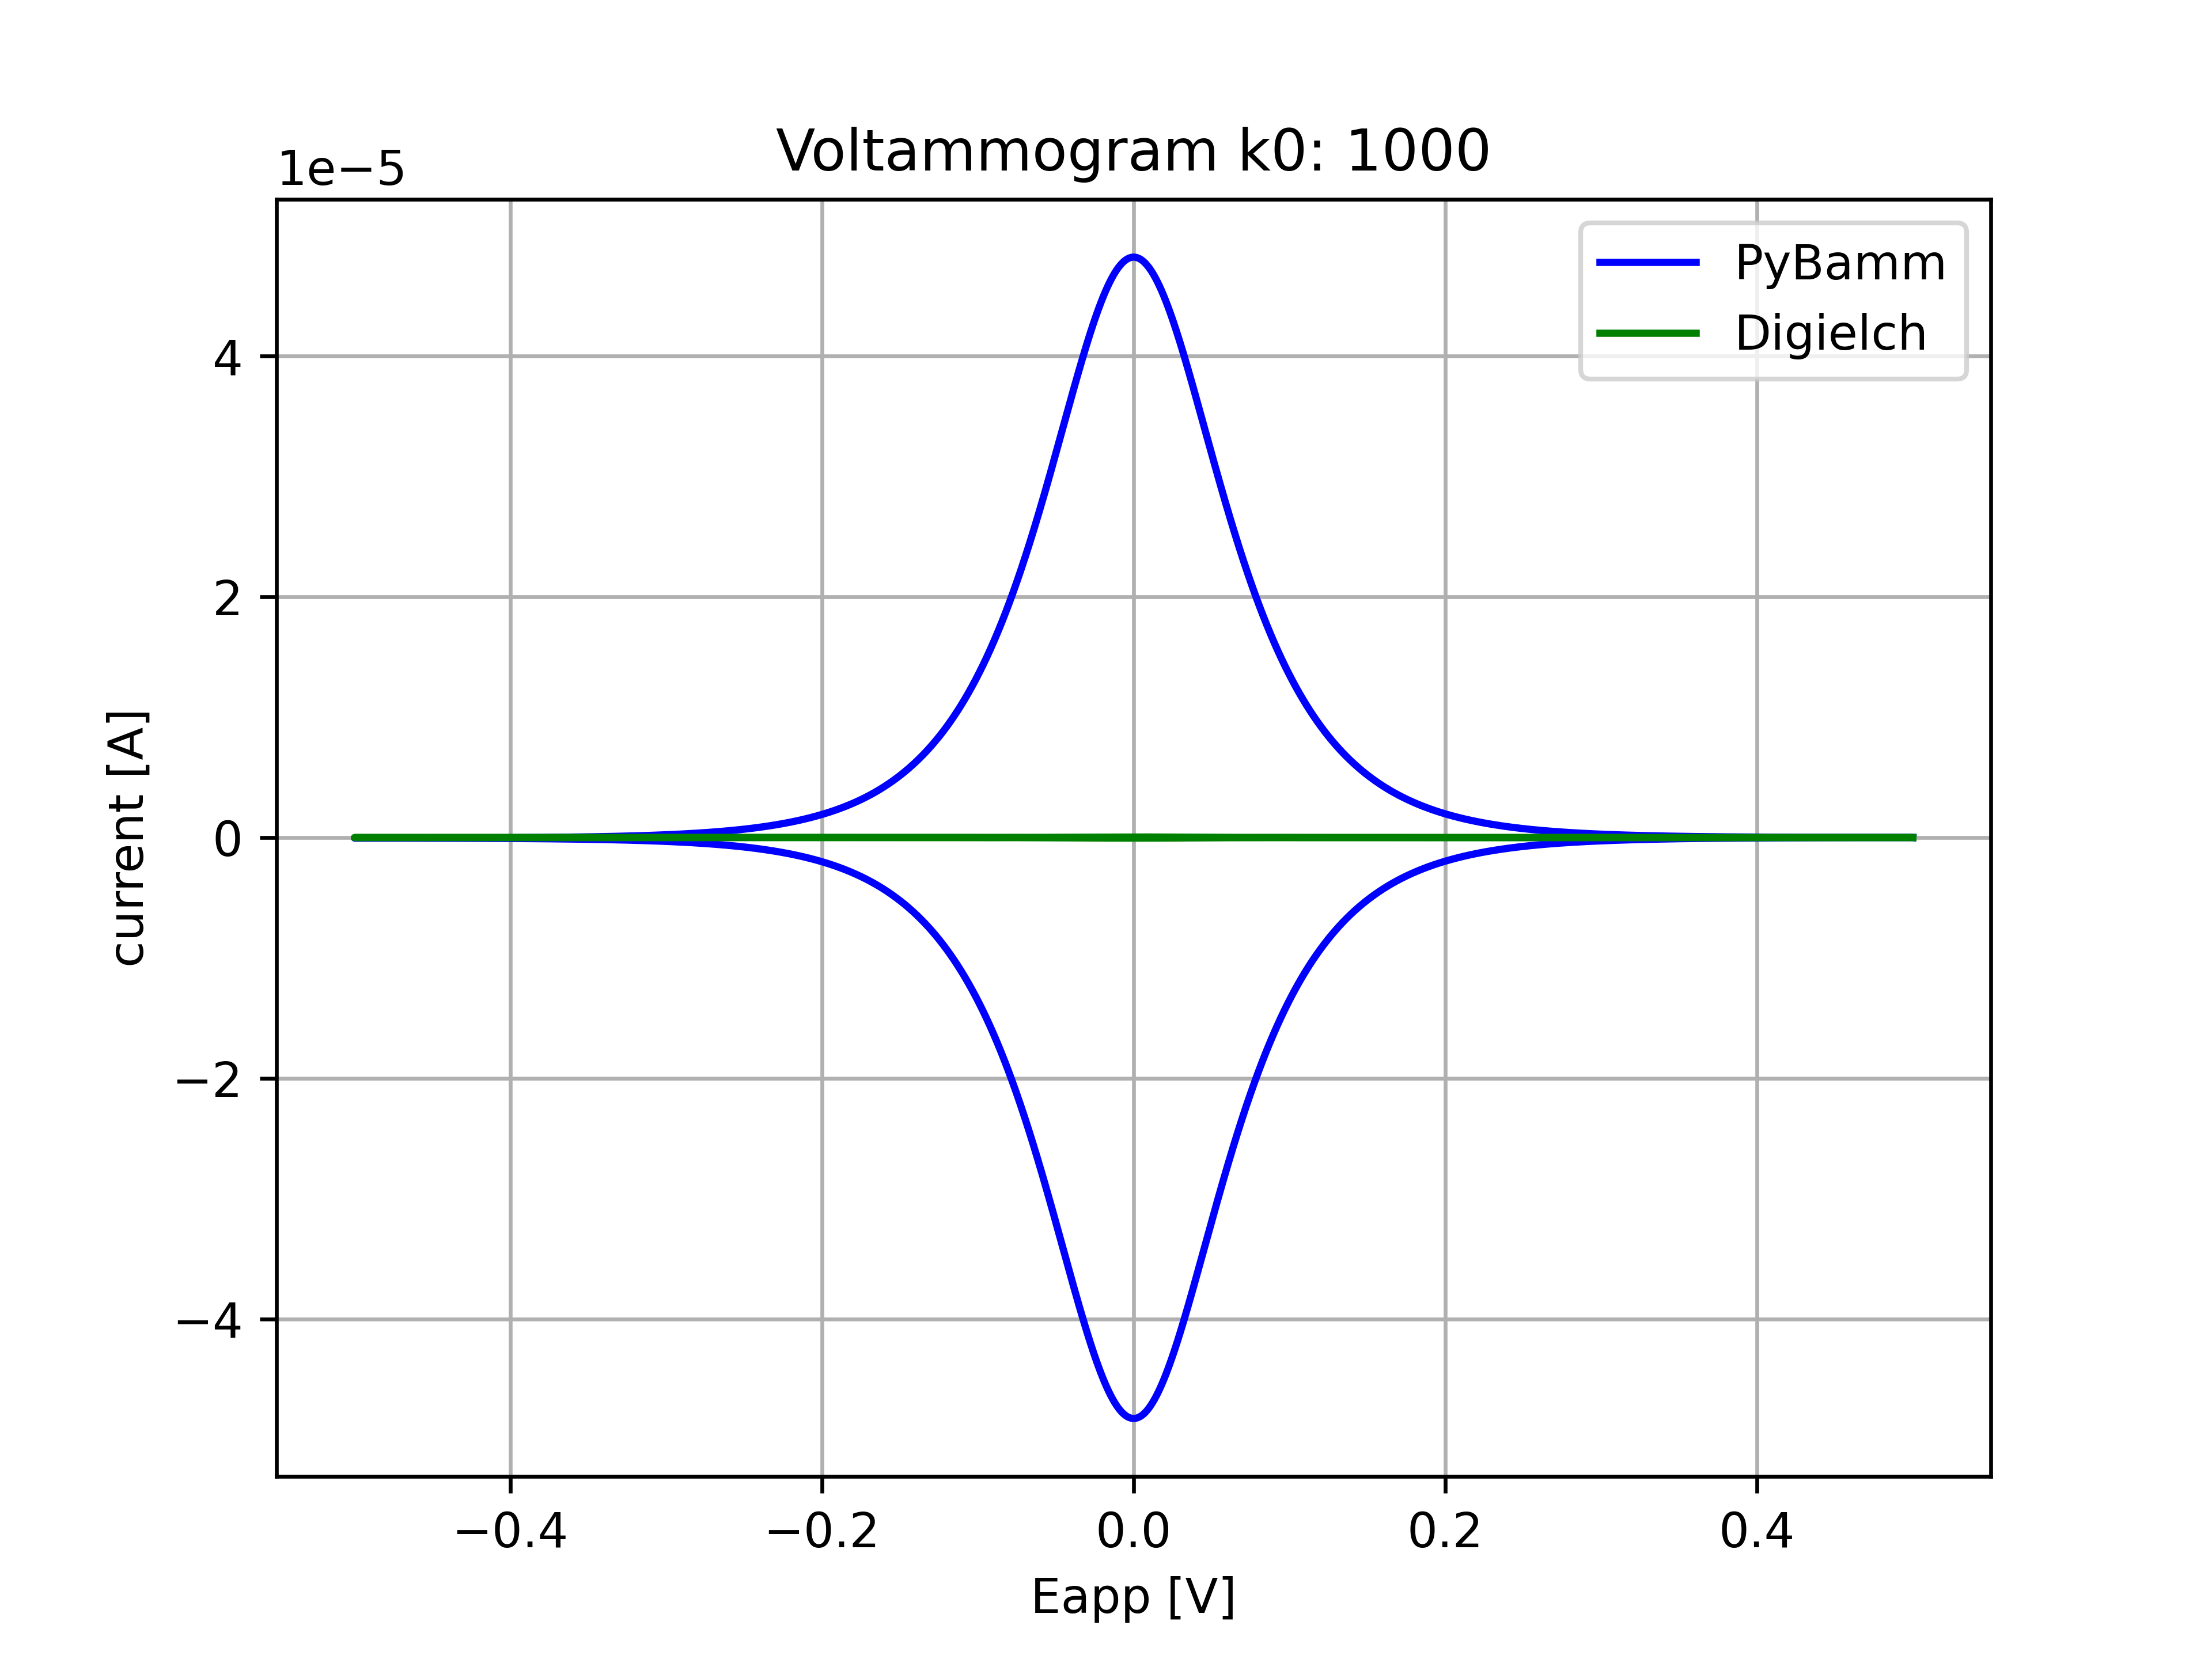 Voltammogram k0: 1000
1e−5
PyBamm
Digielch
4
2
0
−2
−4
current [A]
−0.4 −0.2 0.0 0.2 0.4
Eapp [V]